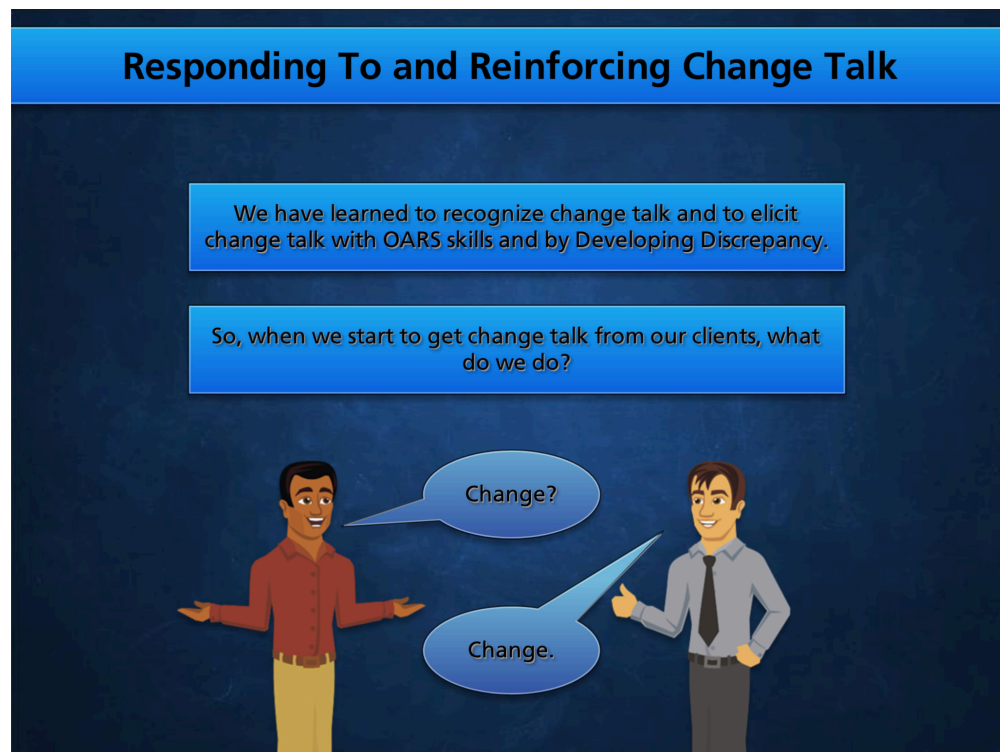 Responding To and Reinforcing Change Talk
We have learned to recognize change talk and to elicit
change talk with OARS skills and by Developing Discrepancy.
So, when we start to get change talk from our clients, what
do we do?
Change?
Change.